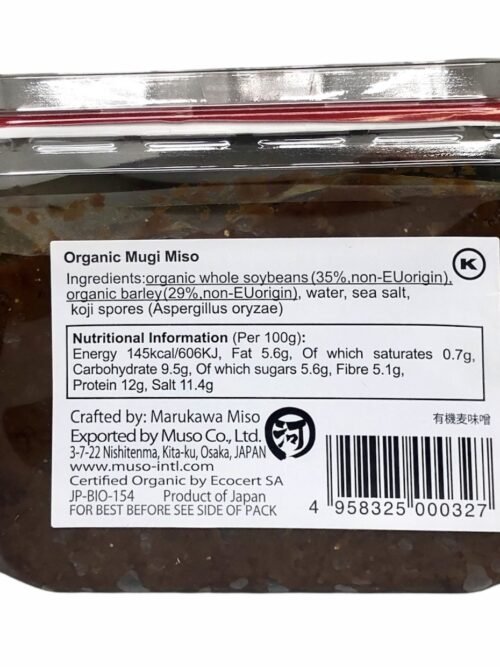 Organic Mugi Miso
K
Ingredients:organic whole soybeans(35%,non-EUorigin),
organic barley(29%,non-EUorigin), water, sea salt,
koji spores (Aspergillus oryzae)
Nutritional Information (Per 100g):
Energy 145kcal/606KJ, Fat 5.6g, Of which saturates 0.7g,
Carbohydrate 9.5g, Of which sugars 5.6g, Fibre 5.1g,
Protein 12g, Salt 11.4g
Crafted by: Marukawa Miso
Exported by Muso Co., Ltd.
3-7-22 Nishitenma, Kita-ku, Osaka, JAPAN
www.muso-intl.com
Certified Organic by Ecocert SA
JP-BIO-154 Product of Japan
FOR BEST BEFORE SEE SIDE OF PACK
河
有機麦味噌
4 958325 000327